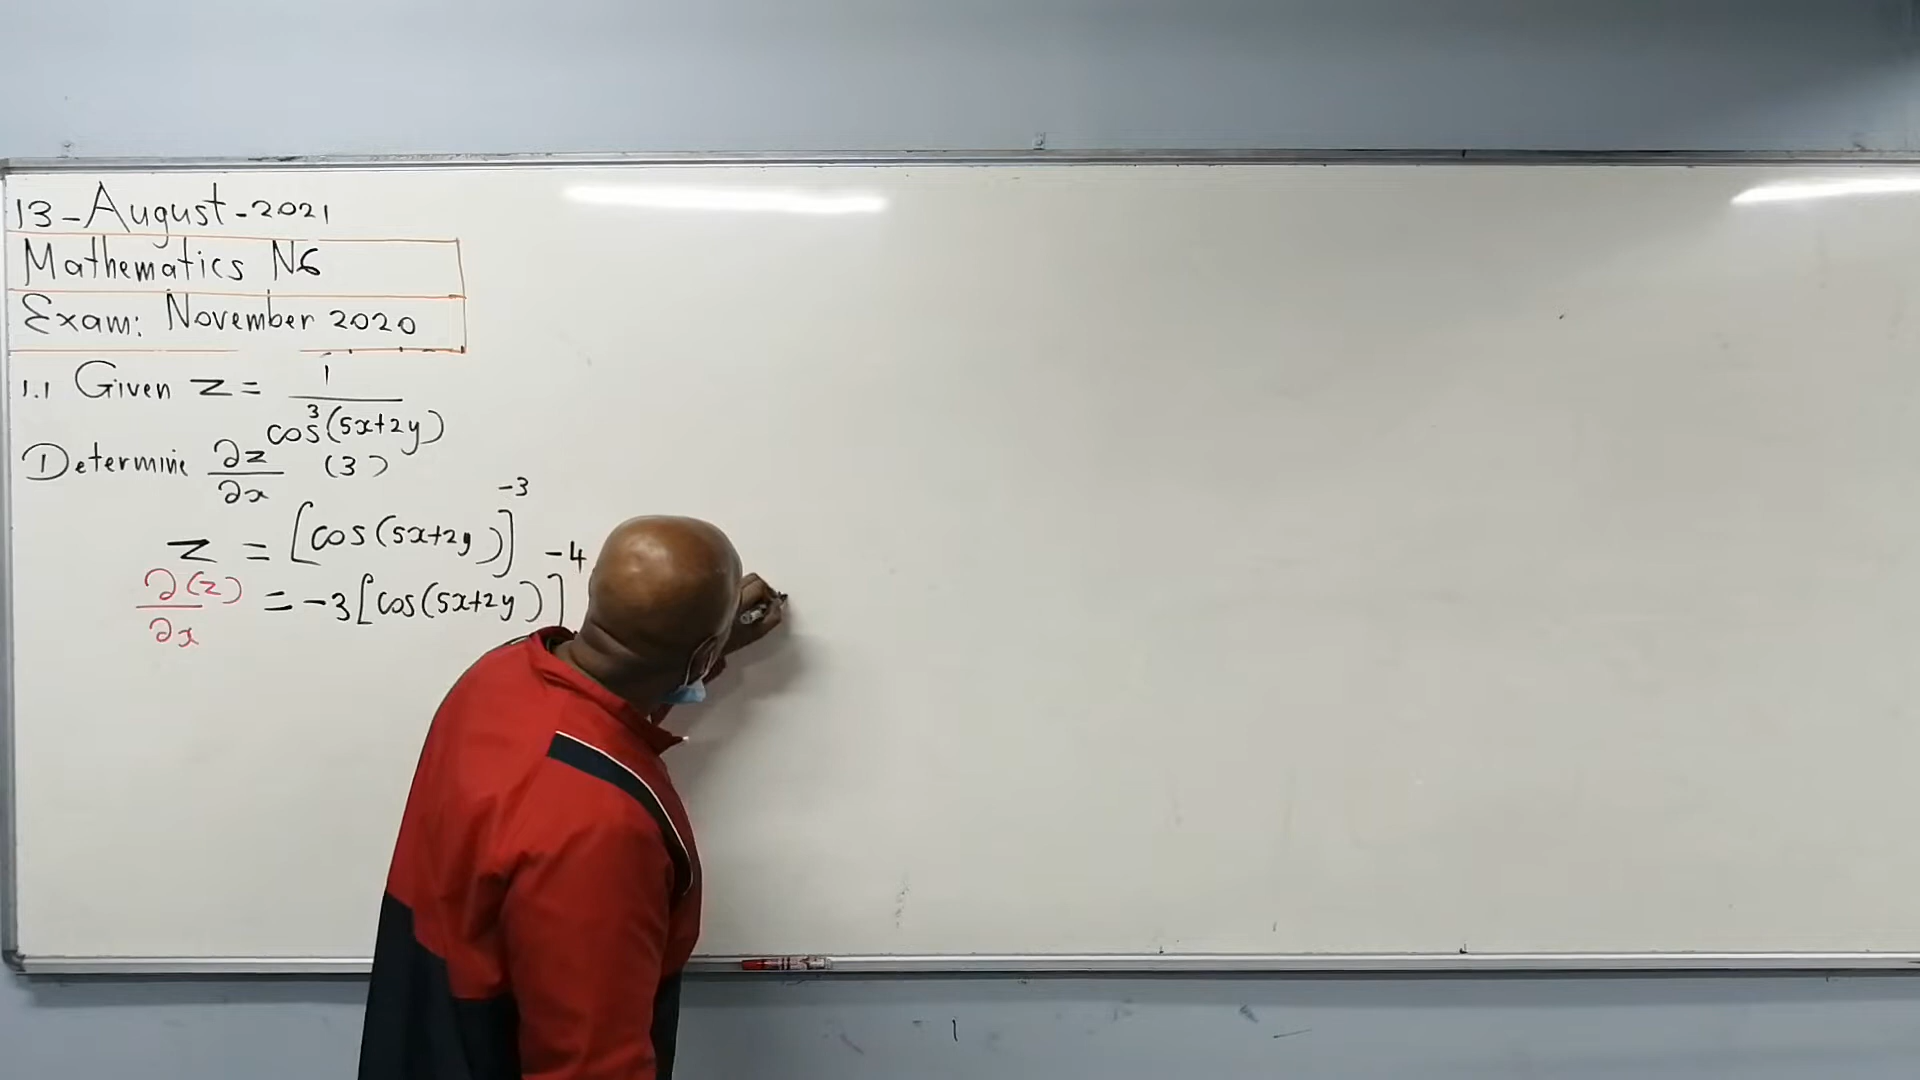 13-August-2021
Mathematics N6
Exam: November 2020
1.1 Given z = 1/cos³(5x+2y)
Determine ∂z/∂x (3)
z = [cos(5x+2y)]⁻³
∂(z)/∂x = -3[cos(5x+2y)]⁻⁴